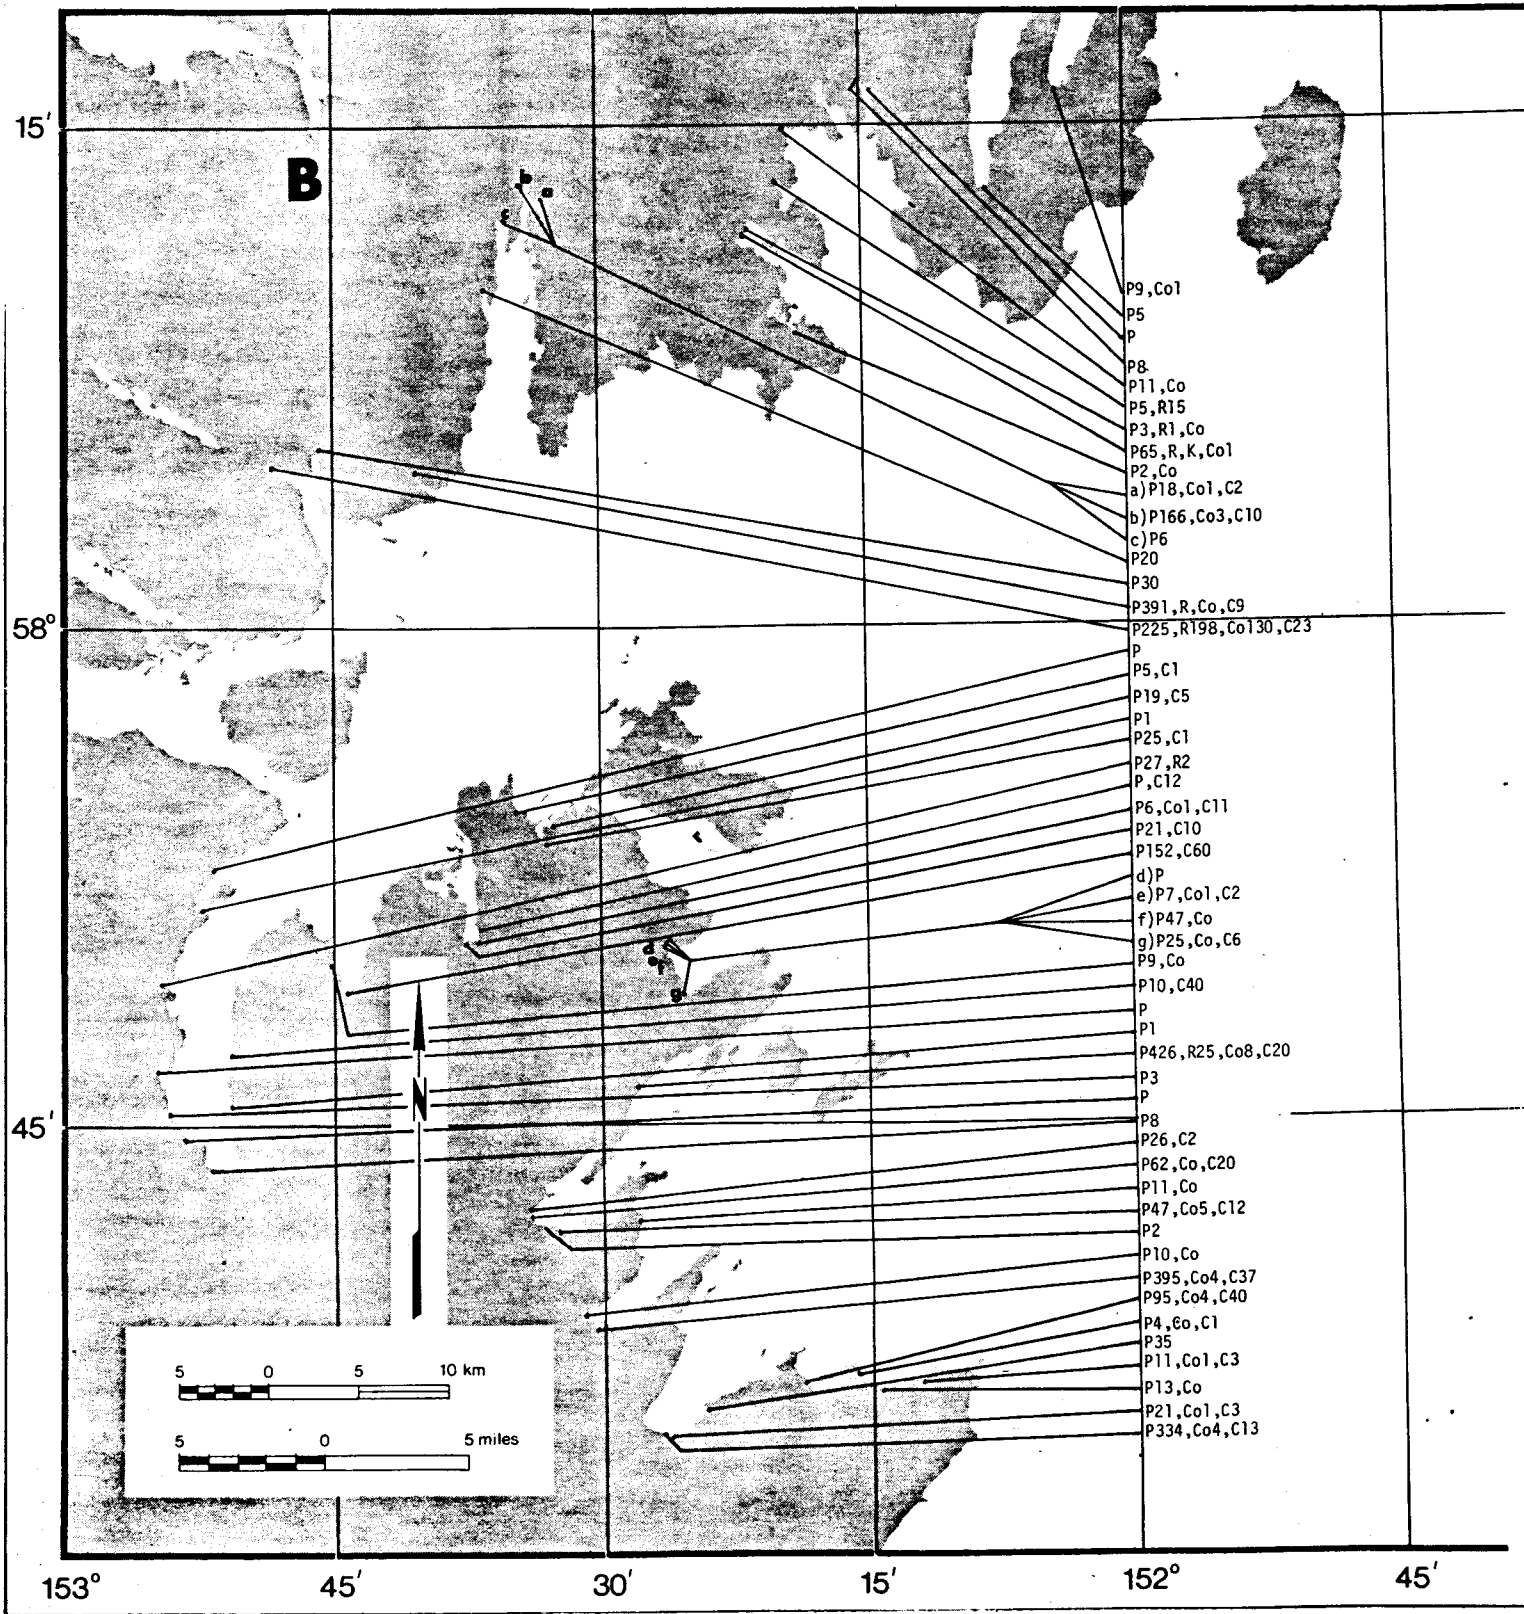 15′
B
b
a
c
P9,Co1
P5
P
P8
P11,Co
P5,R15
P3,R1,Co
P65,R,K,Co1
P2,Co
a)P18,Co1,C2
b)P166,Co3,C10
c)P6
P20
P30
P391,R,Co,C9
58°
P225,R198,Co130,C23
P
P5,C1
P19,C5
P1
P25,C1
P27,R2
P,C12
P6,Co1,C11
P21,C10
P152,C60
d)P
e)P7,Co1,C2
f)P47,Co
g)P25,Co,C6
d
f
g
P9,Co
P10,C40
P
P1
P426,R25,Co8,C20
P3
N
P
45′
P8
P26,C2
P62,Co,C20
P11,Co
P47,Co5,C12
P2
P10,Co
P395,Co4,C37
P95,Co4,C40
P4,Co,C1
P35
P11,Co1,C3
P13,Co
P21,Co1,C3
P334,Co4,C13
5 0 5 10 km
5 0 5 miles
153° 45′ 30′ 15′ 152° 45′